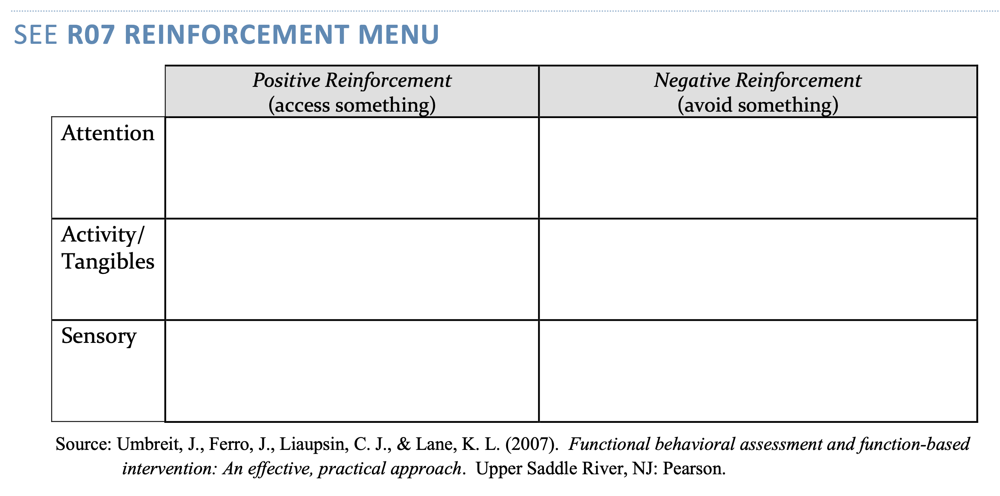 SEE R07 REINFORCEMENT MENU
Positive Reinforcement
(access something)
Negative Reinforcement
(avoid something)
Attention
Activity/
Tangibles
Sensory
Source: Umbreit, J., Ferro, J., Liaupsin, C. J., & Lane, K. L. (2007).  Functional behavioral assessment and function-based
intervention: An effective, practical approach.  Upper Saddle River, NJ: Pearson.